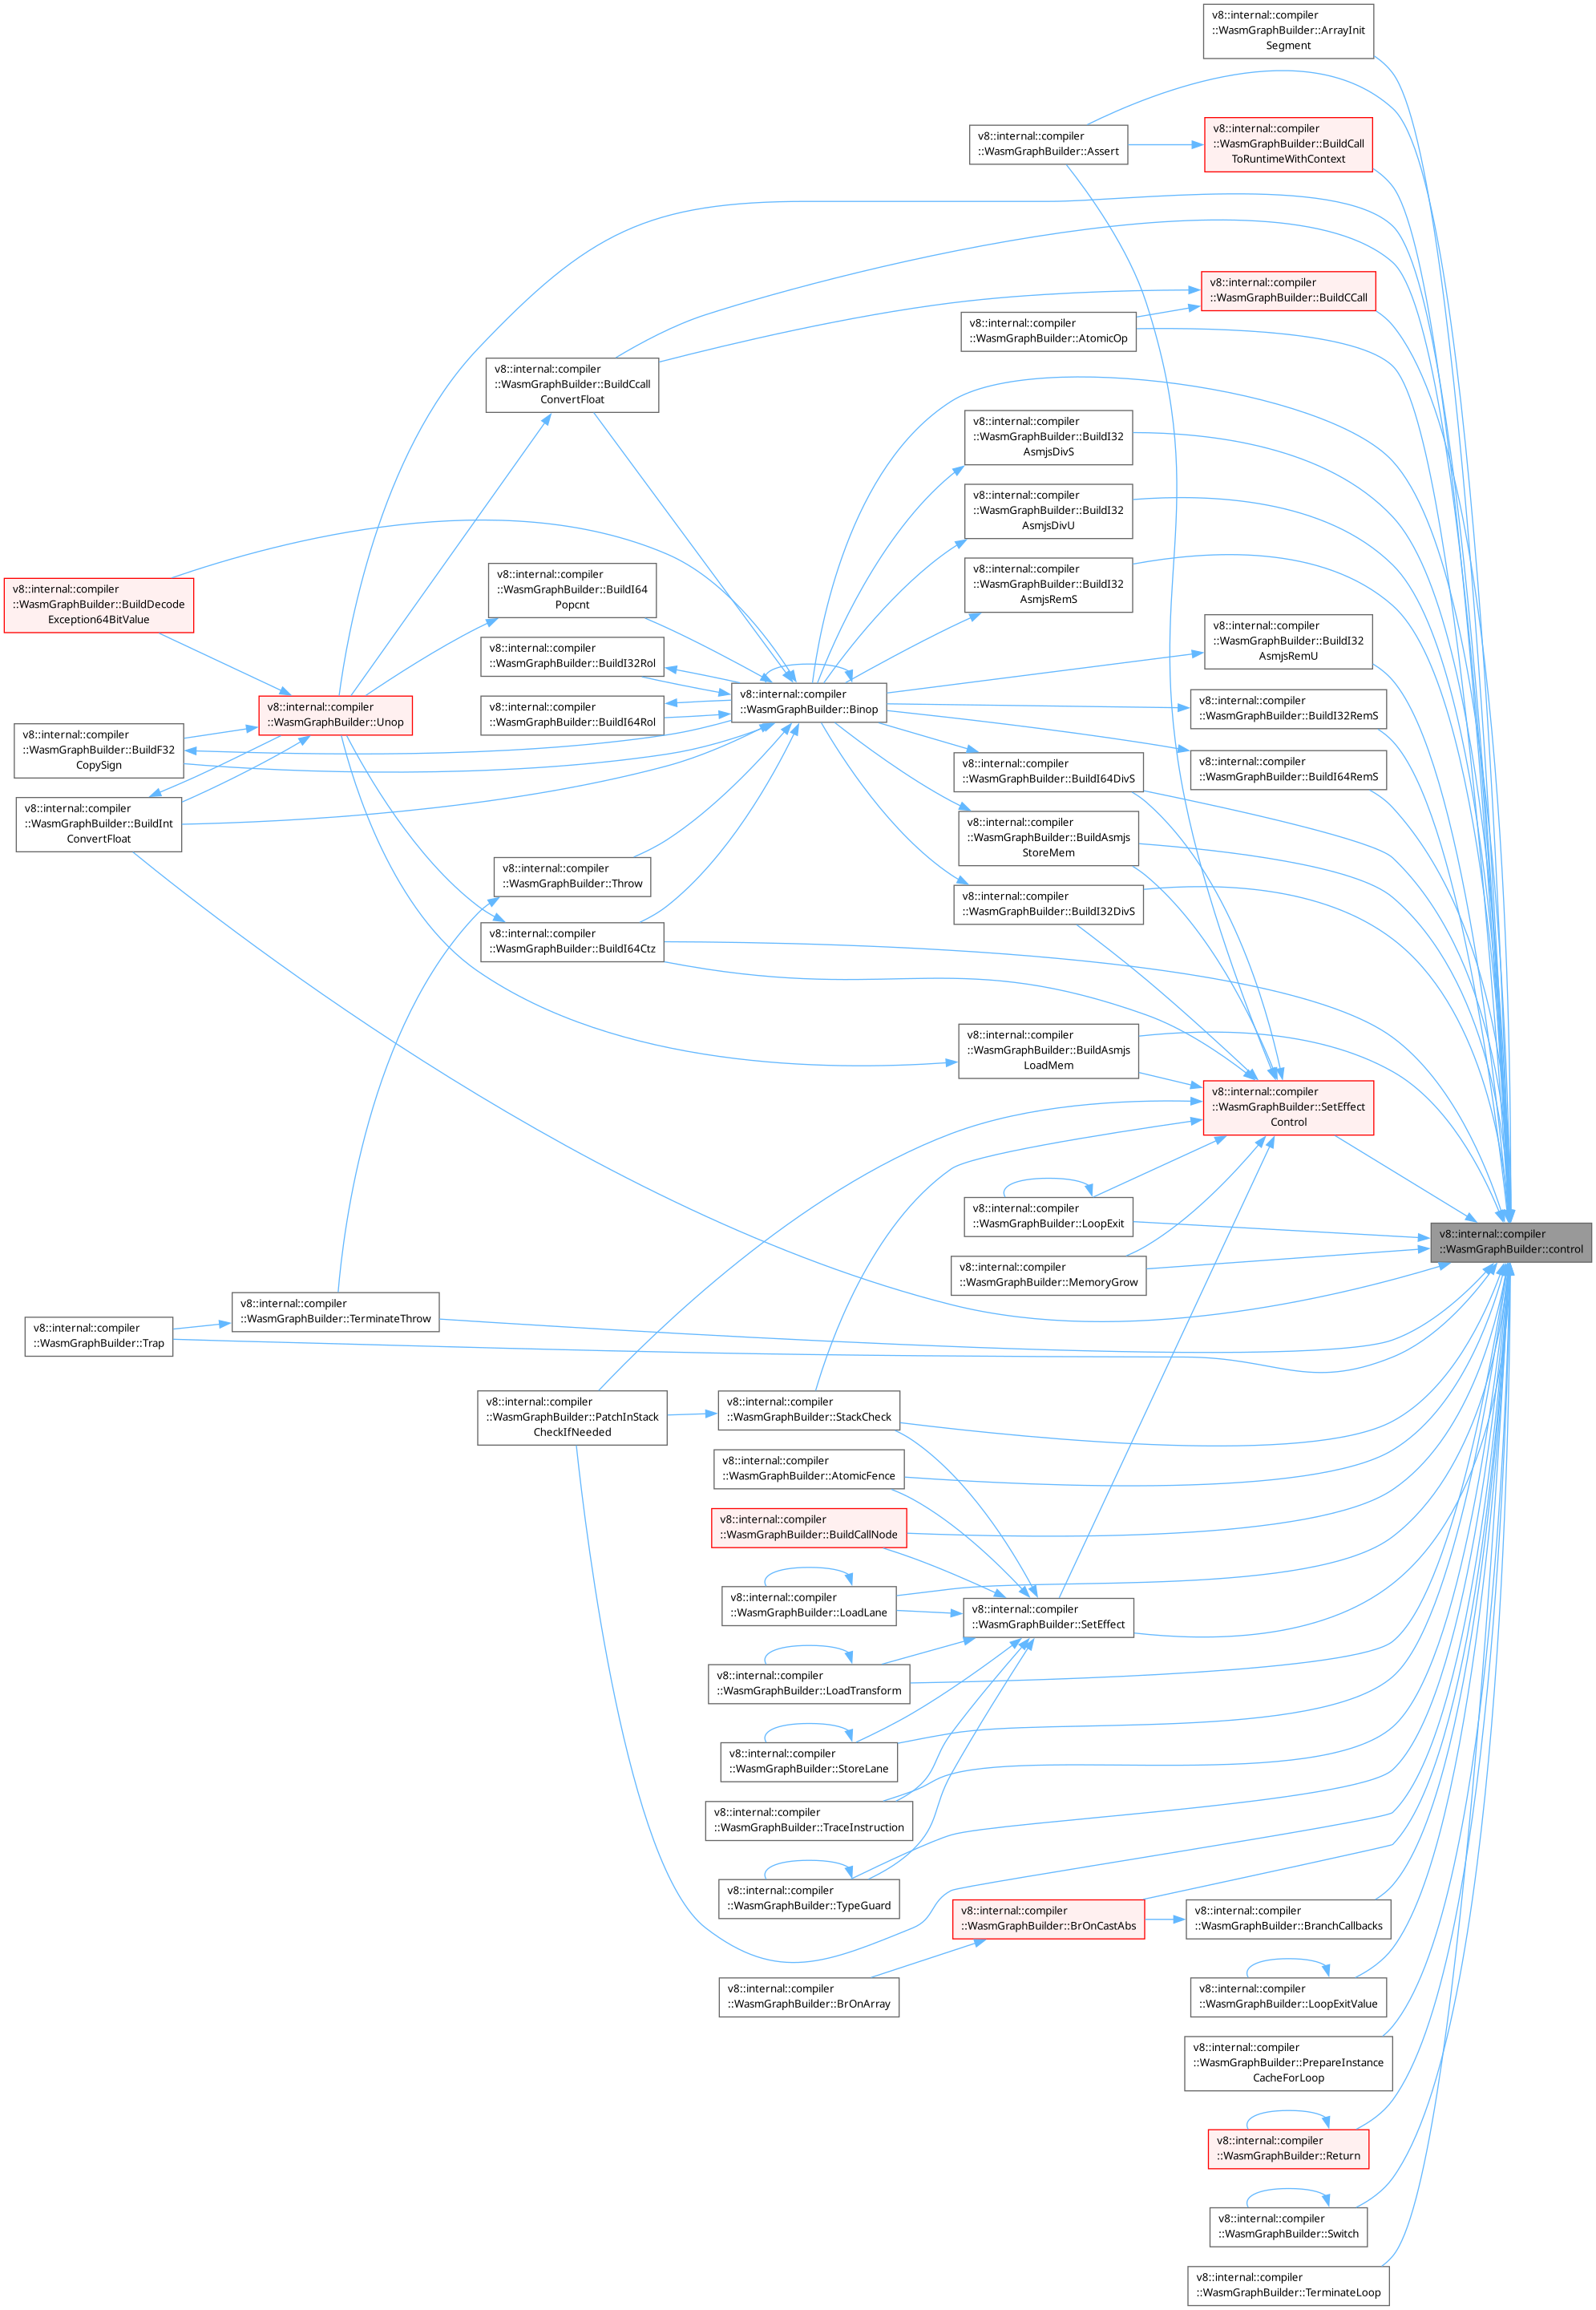 v8::internal::compiler
::WasmGraphBuilder::ArrayInit
Segment
v8::internal::compiler
::WasmGraphBuilder::Assert
v8::internal::compiler
::WasmGraphBuilder::BuildCall
ToRuntimeWithContext
v8::internal::compiler
::WasmGraphBuilder::BuildCCall
v8::internal::compiler
::WasmGraphBuilder::AtomicOp
v8::internal::compiler
::WasmGraphBuilder::BuildCcall
ConvertFloat
v8::internal::compiler
::WasmGraphBuilder::BuildI32
AsmjsDivS
v8::internal::compiler
::WasmGraphBuilder::BuildI32
AsmjsDivU
v8::internal::compiler
::WasmGraphBuilder::BuildI32
AsmjsRemS
v8::internal::compiler
::WasmGraphBuilder::BuildDecode
Exception64BitValue
v8::internal::compiler
::WasmGraphBuilder::BuildI64
Popcnt
v8::internal::compiler
::WasmGraphBuilder::BuildI32
AsmjsRemU
v8::internal::compiler
::WasmGraphBuilder::BuildI32Rol
v8::internal::compiler
::WasmGraphBuilder::Binop
v8::internal::compiler
::WasmGraphBuilder::BuildI32RemS
v8::internal::compiler
::WasmGraphBuilder::Unop
v8::internal::compiler
::WasmGraphBuilder::BuildI64Rol
v8::internal::compiler
::WasmGraphBuilder::BuildF32
CopySign
v8::internal::compiler
::WasmGraphBuilder::BuildI64DivS
v8::internal::compiler
::WasmGraphBuilder::BuildI64RemS
v8::internal::compiler
::WasmGraphBuilder::BuildInt
ConvertFloat
v8::internal::compiler
::WasmGraphBuilder::BuildAsmjs
StoreMem
v8::internal::compiler
::WasmGraphBuilder::Throw
v8::internal::compiler
::WasmGraphBuilder::BuildI32DivS
v8::internal::compiler
::WasmGraphBuilder::BuildI64Ctz
v8::internal::compiler
::WasmGraphBuilder::BuildAsmjs
LoadMem
v8::internal::compiler
::WasmGraphBuilder::SetEffect
Control
v8::internal::compiler
::WasmGraphBuilder::LoopExit
v8::internal::compiler
::WasmGraphBuilder::control
v8::internal::compiler
::WasmGraphBuilder::MemoryGrow
v8::internal::compiler
::WasmGraphBuilder::TerminateThrow
v8::internal::compiler
::WasmGraphBuilder::Trap
v8::internal::compiler
::WasmGraphBuilder::PatchInStack
CheckIfNeeded
v8::internal::compiler
::WasmGraphBuilder::StackCheck
v8::internal::compiler
::WasmGraphBuilder::AtomicFence
v8::internal::compiler
::WasmGraphBuilder::BuildCallNode
v8::internal::compiler
::WasmGraphBuilder::LoadLane
v8::internal::compiler
::WasmGraphBuilder::SetEffect
v8::internal::compiler
::WasmGraphBuilder::LoadTransform
v8::internal::compiler
::WasmGraphBuilder::StoreLane
v8::internal::compiler
::WasmGraphBuilder::TraceInstruction
v8::internal::compiler
::WasmGraphBuilder::TypeGuard
v8::internal::compiler
::WasmGraphBuilder::BrOnCastAbs
v8::internal::compiler
::WasmGraphBuilder::BranchCallbacks
v8::internal::compiler
::WasmGraphBuilder::BrOnArray
v8::internal::compiler
::WasmGraphBuilder::LoopExitValue
v8::internal::compiler
::WasmGraphBuilder::PrepareInstance
CacheForLoop
v8::internal::compiler
::WasmGraphBuilder::Return
v8::internal::compiler
::WasmGraphBuilder::Switch
v8::internal::compiler
::WasmGraphBuilder::TerminateLoop